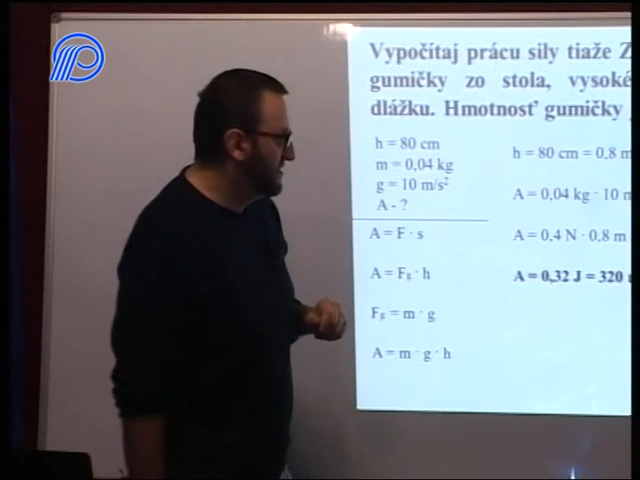 Vypočítaj prácu sily tiaže Z
gumičky zo stola, vysoké
dlážku. Hmotnosť gumičky
h = 80 cm
m = 0,04 kg
g = 10 m/s²
A - ?
A = F · s
A = Fg · h
Fg = m · g
A = m · g · h
h = 80 cm = 0,8 m
A = 0,04 kg · 10 m
A = 0,4 N · 0,8 m
A = 0,32 J = 320